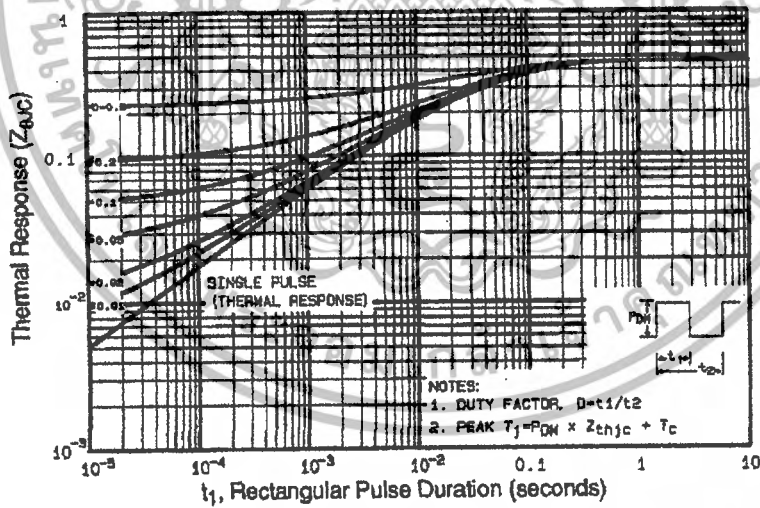 1
0.1
10⁻²
10⁻³
Thermal Response (ZθJC)
D=0.5
0.2
0.1
0.05
0.02
0.01
SINGLE PULSE
(THERMAL RESPONSE)
PDM
t1
t2
NOTES:
1. DUTY FACTOR, D=t1/t2
2. PEAK Tj=PDM x Zthjc + Tc
10⁻⁵ 10⁻⁴ 10⁻³ 10⁻² 0.1 1 10
t1, Rectangular Pulse Duration (seconds)